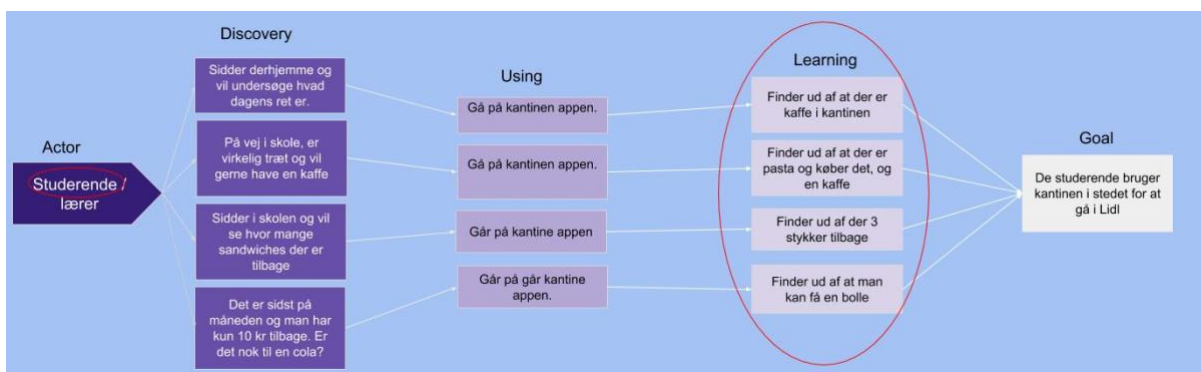 Discovery
Sidder derhjemme og
vil undersøge hvad
dagens ret er.
På vej i skole, er
virkelig træt og vil
gerne have en kaffe
Sidder i skolen og vil
se hvor mange
sandwiches der er
tilbage
Det er sidst på
måneden og man har
kun 10 kr tilbage. Er
det nok til en cola?
Actor
Studerende /
lærer
Using
Gå på kantinen appen.
Gå på kantinen appen.
Går på kantine appen
Går på går kantine
appen.
Learning
Finder ud af at der er
kaffe i kantinen
Finder ud af at der er
pasta og køber det, og
en kaffe
Finder ud af der 3
stykker tilbage
Finder ud af at man
kan få en bolle
Goal
De studerende bruger
kantinen i stedet for at
gå i Lidl